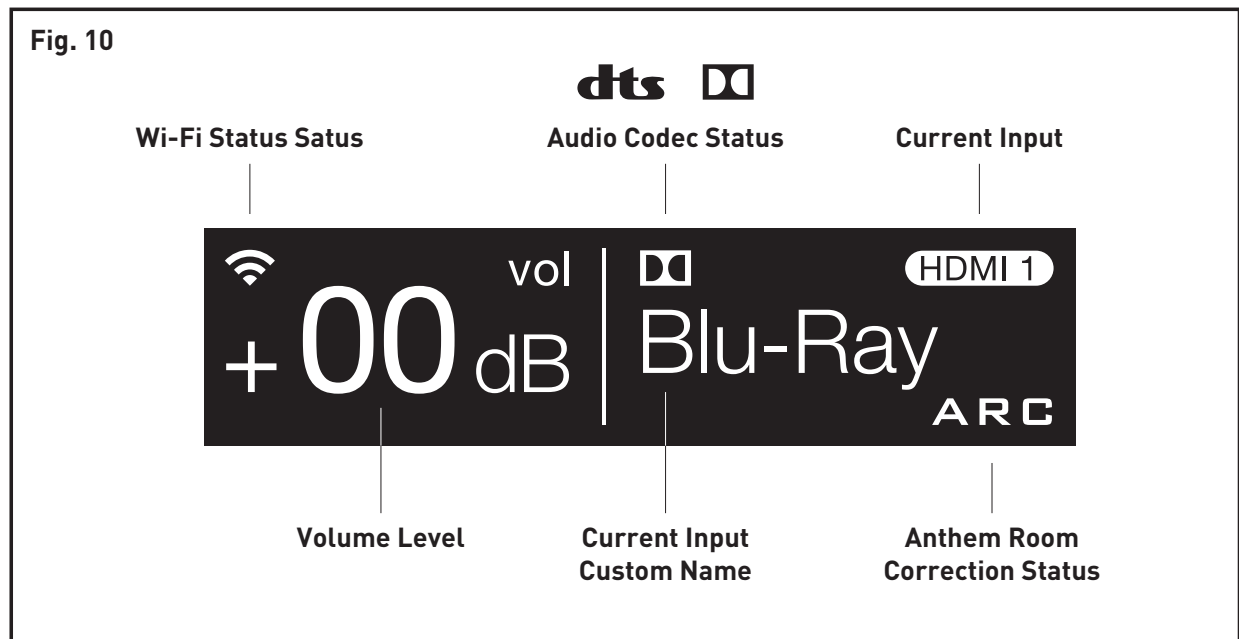 Fig. 10
dts
Wi-Fi Status Satus
Audio Codec Status
Current Input
vol
HDMI 1
+00 dB
Blu-Ray
ARC
Volume Level
Current Input
Custom Name
Anthem Room
Correction Status